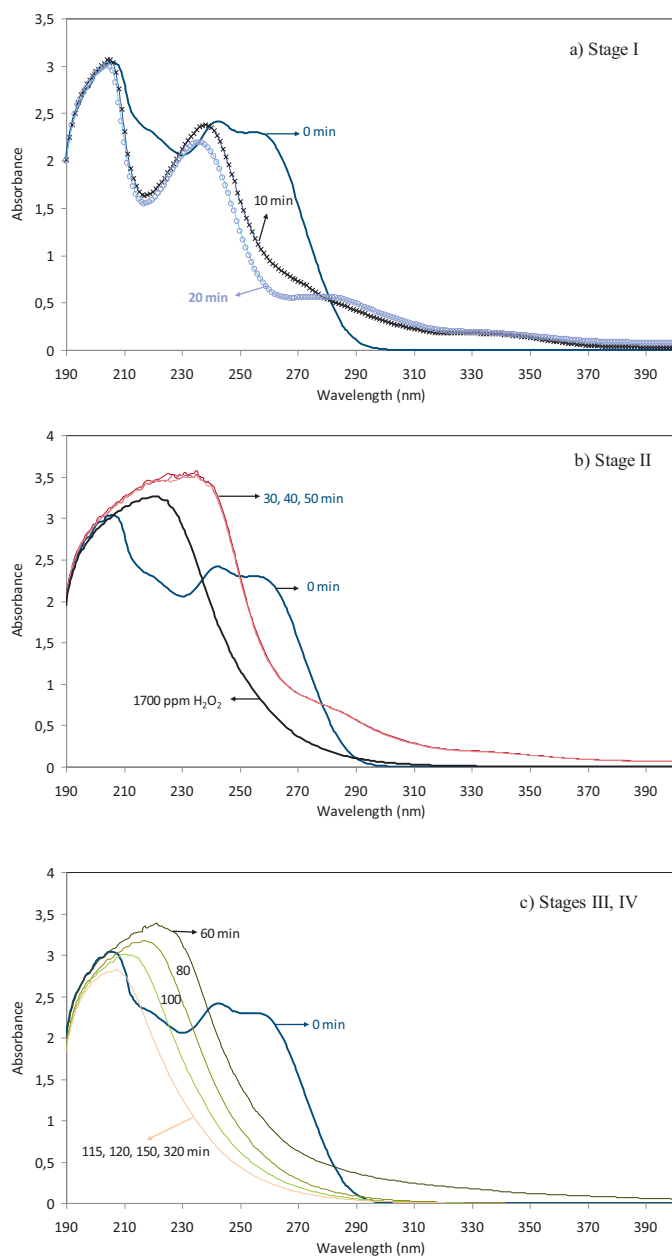 3,5
3
2,5
2
1,5
1
0,5
0
Absorbance
a) Stage I
0 min
10 min
20 min
190 210 230 250 270 290 310 330 350 370 390
Wavelength (nm)
4
3,5
3
2,5
2
1,5
1
0,5
0
Absorbance
b) Stage II
30, 40, 50 min
0 min
1700 ppm H₂O₂
190 210 230 250 270 290 310 330 350 370 390
Wavelength (nm)
4
3,5
3
2,5
2
1,5
1
0,5
0
Absorbance
c) Stages III, IV
60 min
80
100
0 min
115, 120, 150, 320 min
190 210 230 250 270 290 310 330 350 370 390
Wavelength (nm)